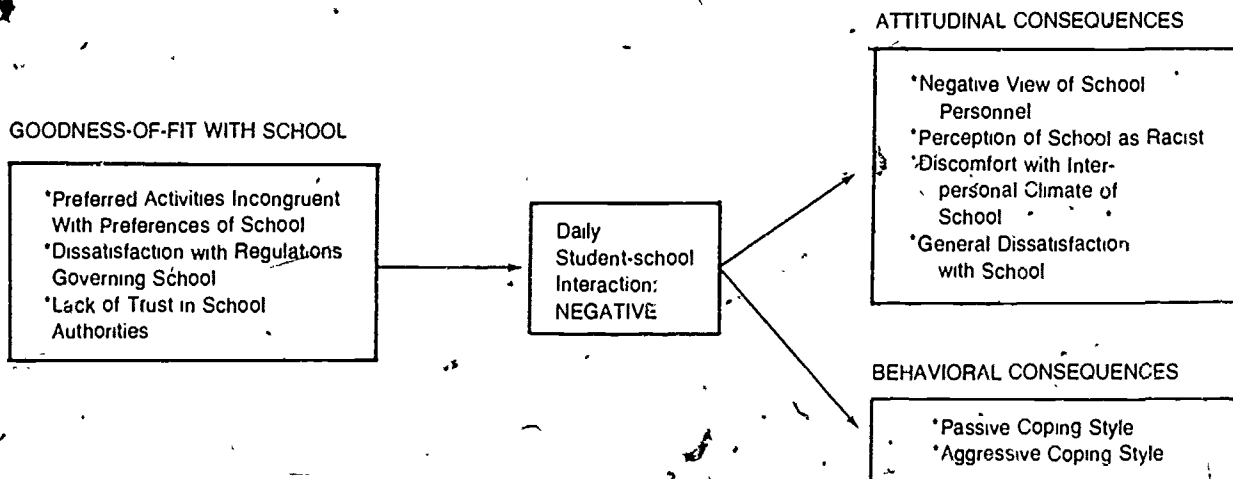 GOODNESS-OF-FIT WITH SCHOOL
*Preferred Activities Incongruent
With Preferences of School
*Dissatisfaction with Regulations
Governing School
*Lack of Trust in School
Authorities
Daily
Student-school
Interaction:
NEGATIVE
ATTITUDINAL CONSEQUENCES
*Negative View of School
Personnel
*Perception of School as Racist
*Discomfort with Inter-
personal Climate of
School
*General Dissatisfaction
with School
BEHAVIORAL CONSEQUENCES
*Passive Coping Style
*Aggressive Coping Style